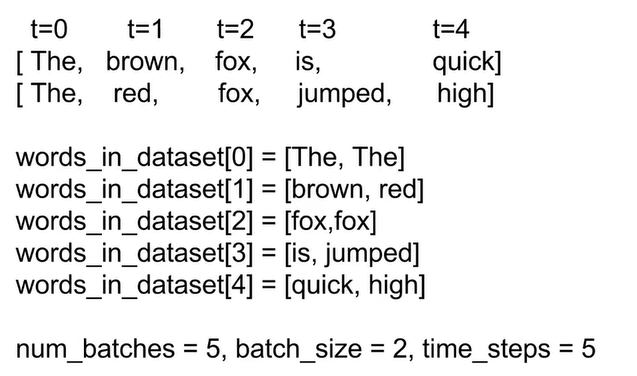 t=0 t=1 t=2 t=3 t=4
[ The, brown, fox, is, quick]
[ The, red, fox, jumped, high]
words_in_dataset[0] = [The, The]
words_in_dataset[1] = [brown, red]
words_in_dataset[2] = [fox,fox]
words_in_dataset[3] = [is, jumped]
words_in_dataset[4] = [quick, high]
num_batches = 5, batch_size = 2, time_steps = 5